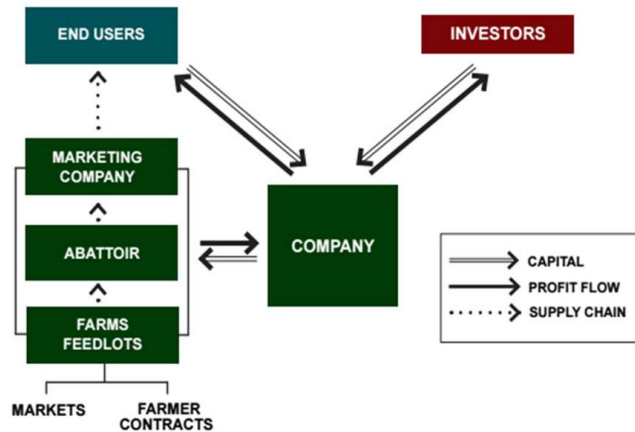 END USERS
INVESTORS
MARKETING
COMPANY
ABATTOIR
COMPANY
FARMS
FEEDLOTS
MARKETS
FARMER
CONTRACTS
CAPITAL
PROFIT FLOW
SUPPLY CHAIN